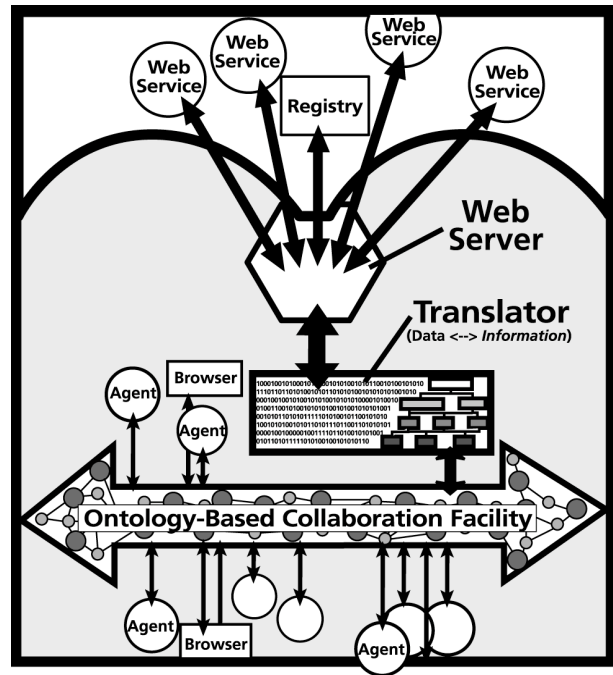 Web
Service
Web
Service
Web
Service
Web
Service
Registry
Web
Server
Translator
(Data <--> Information)
Browser
Agent
Agent
Ontology-Based Collaboration Facility
Agent
Browser
Agent